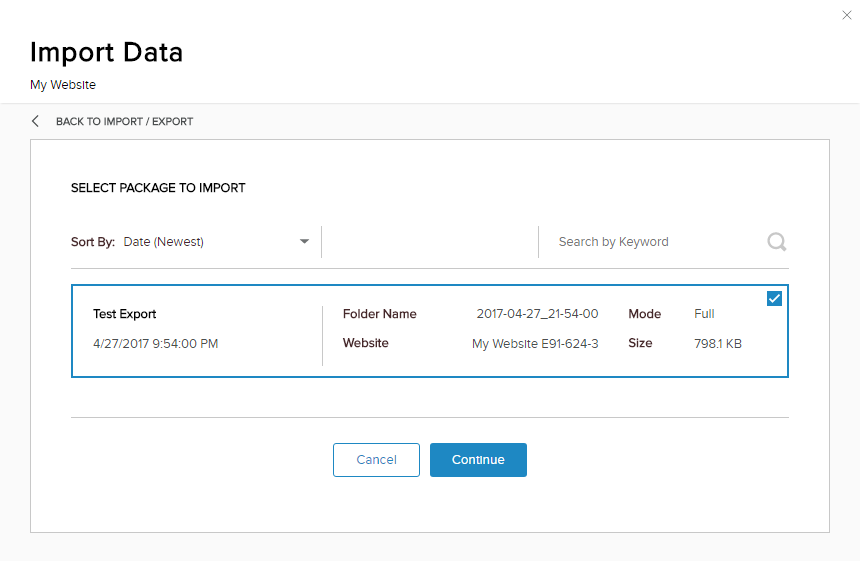 Import Data
My Website
BACK TO IMPORT / EXPORT
SELECT PACKAGE TO IMPORT
Sort By: Date (Newest) Search by Keyword
Test Export Folder Name 2017-04-27_21-54-00 Mode Full
4/27/2017 9:54:00 PM Website My Website E91-624-3 Size 798.1 KB
Cancel Continue